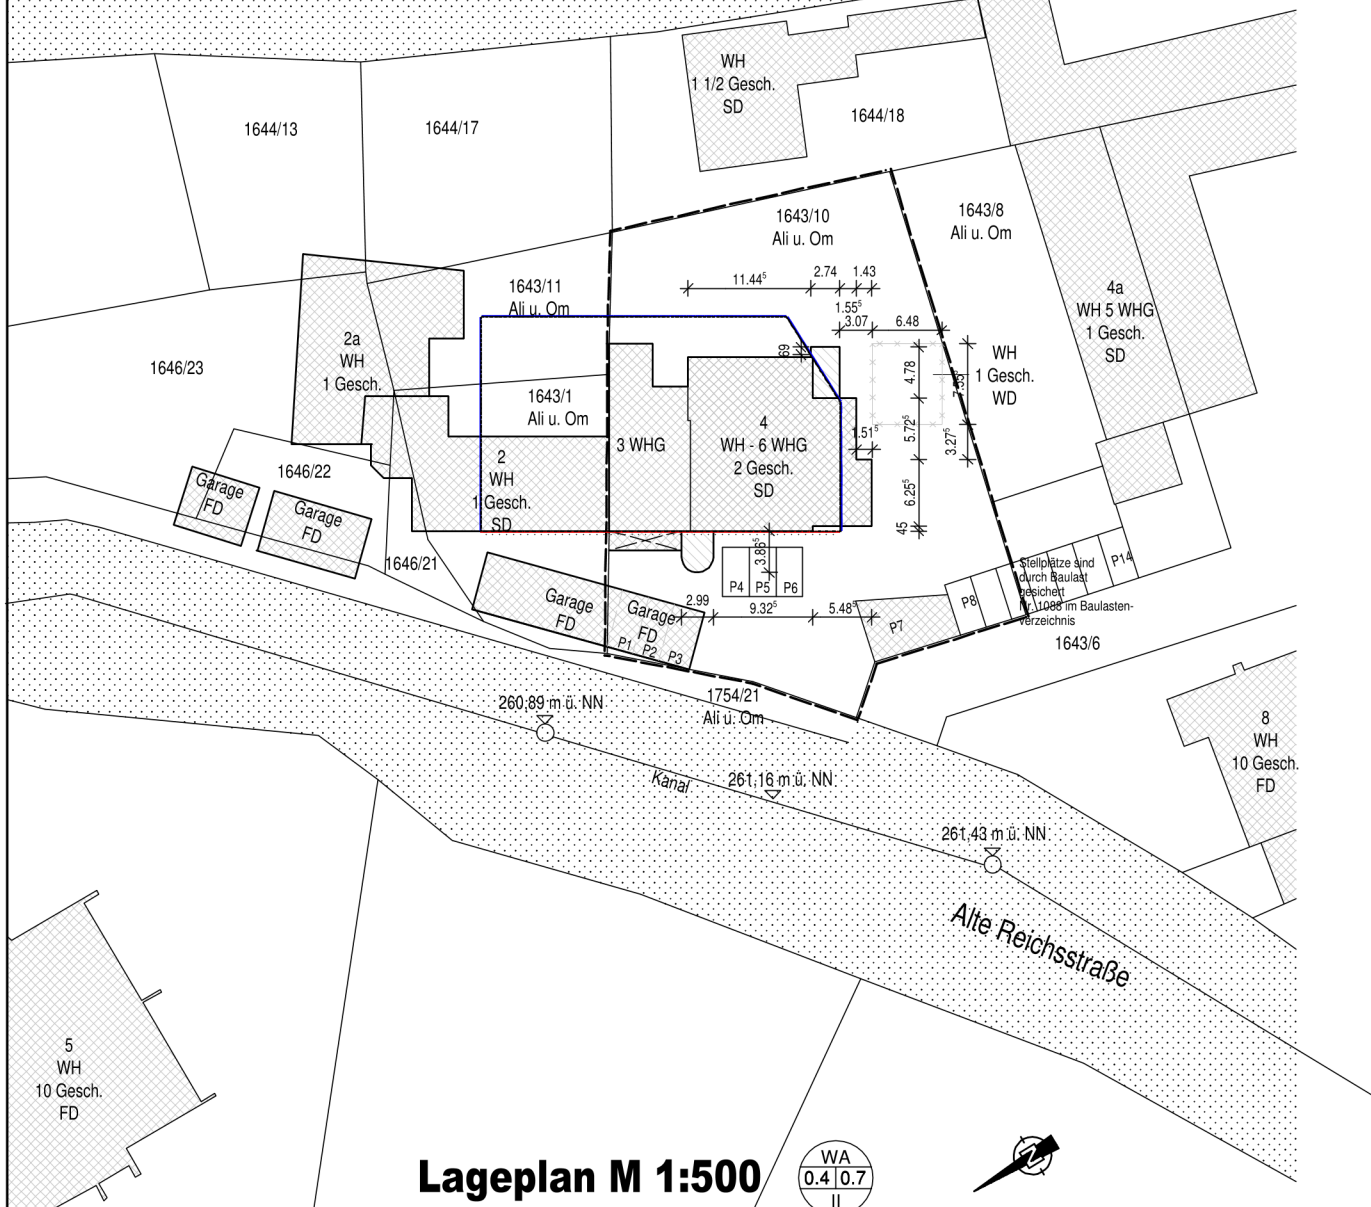 WH
1 1/2 Gesch.
SD
1644/13
1644/17
1644/18
1643/10
Ali u. Om
1643/8
Ali u. Om
1643/11
Ali u. Om
11.44⁵
2.74
1.43
1.55⁵
3.07
6.48
4a
WH 5 WHG
1 Gesch.
SD
2a
WH
1 Gesch.
1646/23
69
4.78
7.55⁵
WH
1 Gesch.
WD
1643/1
Ali u. Om
3 WHG
4
WH - 6 WHG
2 Gesch.
SD
1.51⁵
5.72⁵
3.27⁵
6.25⁵
45
2
WH
1 Gesch.
SD
1646/22
Garage
FD
Garage
FD
1646/21
3.86⁵
P4
P5
P6
Stellplätze sind
durch Baulast
gesichert
Nr. 1088 im Baulasten-
verzeichnis
P14
P8
P7
Garage
FD
Garage
FD
P1
P2
P3
2.99
9.32⁵
5.48⁵
1643/6
1754/21
Ali u. Om
260,89 m ü. NN
Kanal
261,16 m ü. NN
261,43 m ü. NN
8
WH
10 Gesch.
FD
Alte Reichsstraße
5
WH
10 Gesch.
FD
Lageplan M 1:500
WA
0.4 0.7
II
N